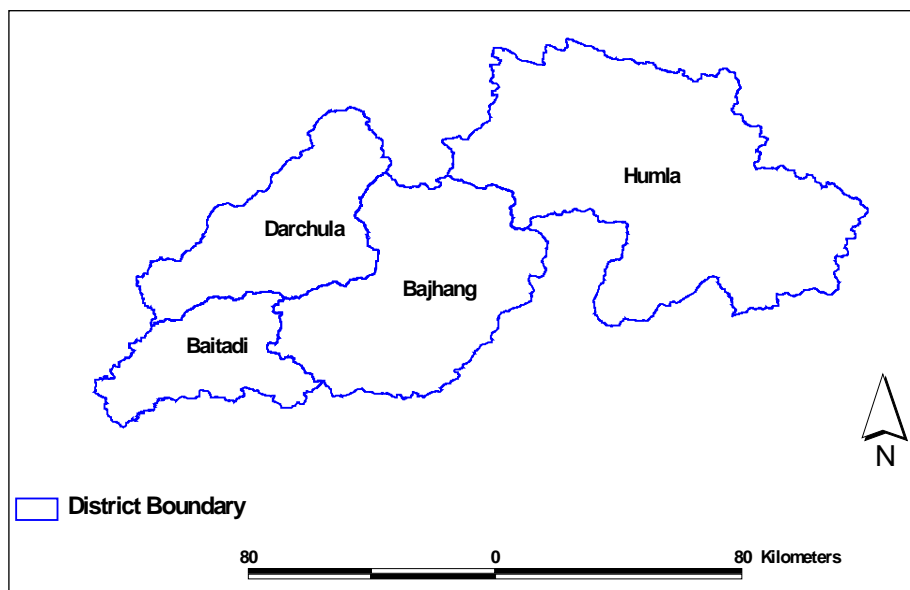 Humla
Darchula
Bajhang
Baitadi
N
District Boundary
80 0 80 Kilometers